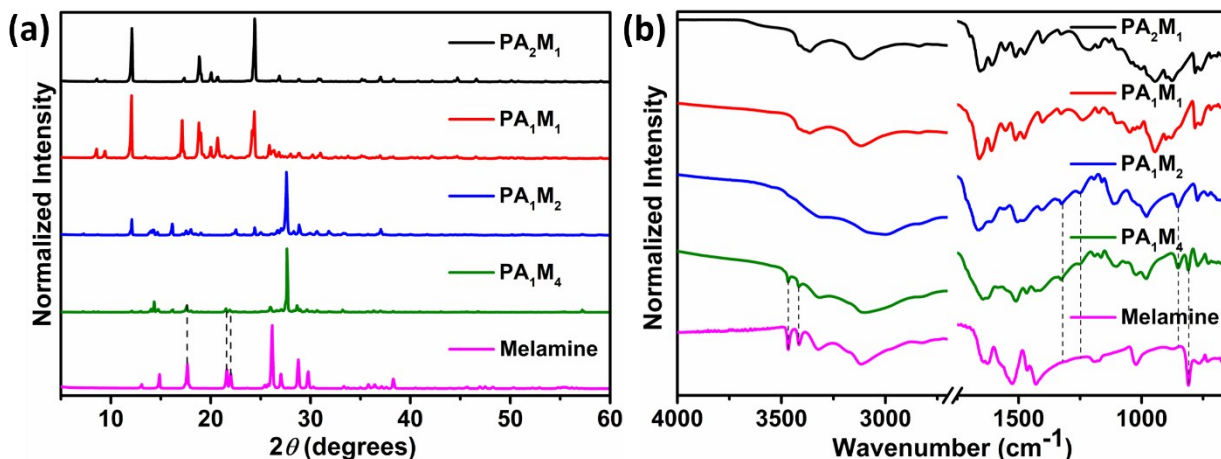 (a)
PA₂M₁
PA₁M₁
PA₁M₂
PA₁M₄
Melamine
Normalized Intensity
10 20 30 40 50 60
2θ (degrees)
(b)
PA₂M₁
PA₁M₁
PA₁M₂
PA₁M₄
Melamine
Normalized Intensity
4000 3500 3000 1500 1000
Wavenumber (cm⁻¹)